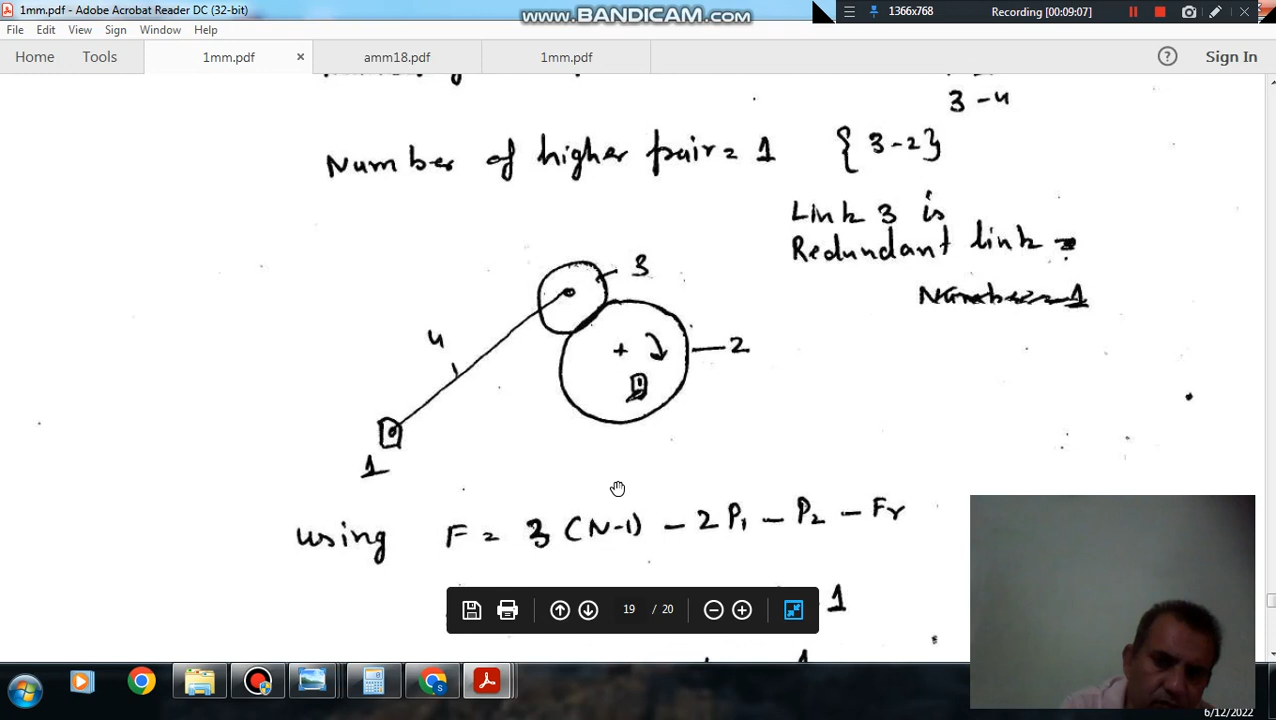 1mm.pdf - Adobe Acrobat Reader DC (32-bit)
www.BANDICAM.com
1366x768
Recording [00:09:07]
File Edit View Sign Window Help
Home Tools 1mm.pdf × amm18.pdf 1mm.pdf ? Sign In
3-4
Number of higher pair = 1 {3-2}
Link 3 is
Redundant link
3
4
2
1
using F = 3 (N-1) - 2P1 - P2 - Fr
19 / 20
1
6/12/2022